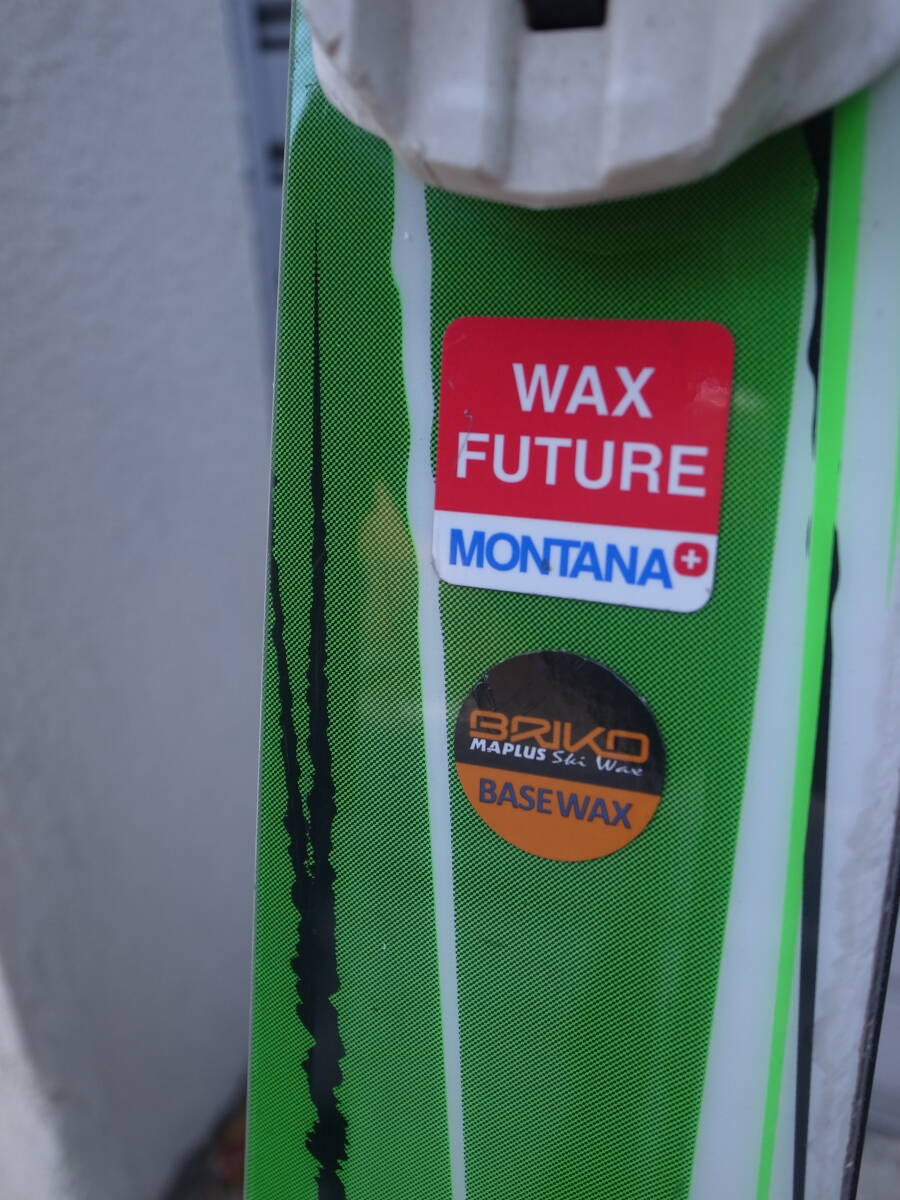 WAX
FUTURE
MONTANA
BRIKO
MAPLUS Ski Wax
BASE WAX